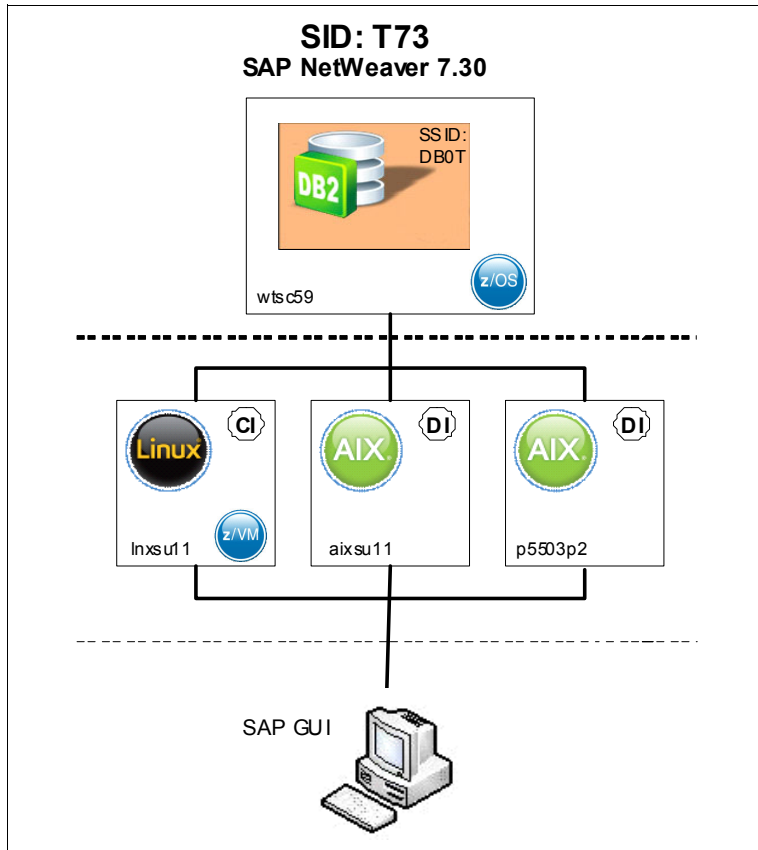 SID: T73
SAP NetWeaver 7.30
SSID:
DB0T
DB2
z/OS
wtsc59
CI
DI
DI
Linux
AIX
AIX
z/VM
lnxsu11
aixsu11
p5503p2
SAP GUI